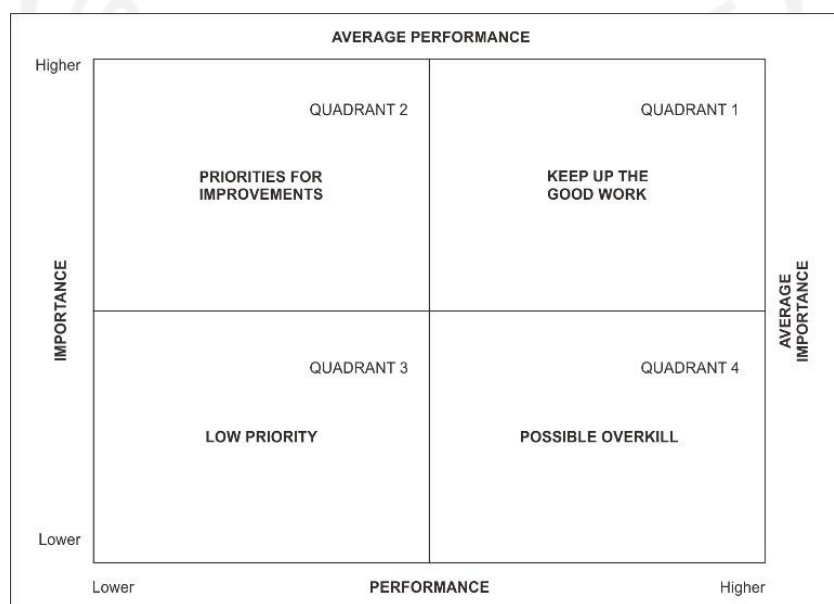 AVERAGE PERFORMANCE
Higher
QUADRANT 2
QUADRANT 1
PRIORITIES FOR
IMPROVEMENTS
KEEP UP THE
GOOD WORK
IMPORTANCE
AVERAGE
IMPORTANCE
QUADRANT 3
QUADRANT 4
LOW PRIORITY
POSSIBLE OVERKILL
Lower
Lower
PERFORMANCE
Higher